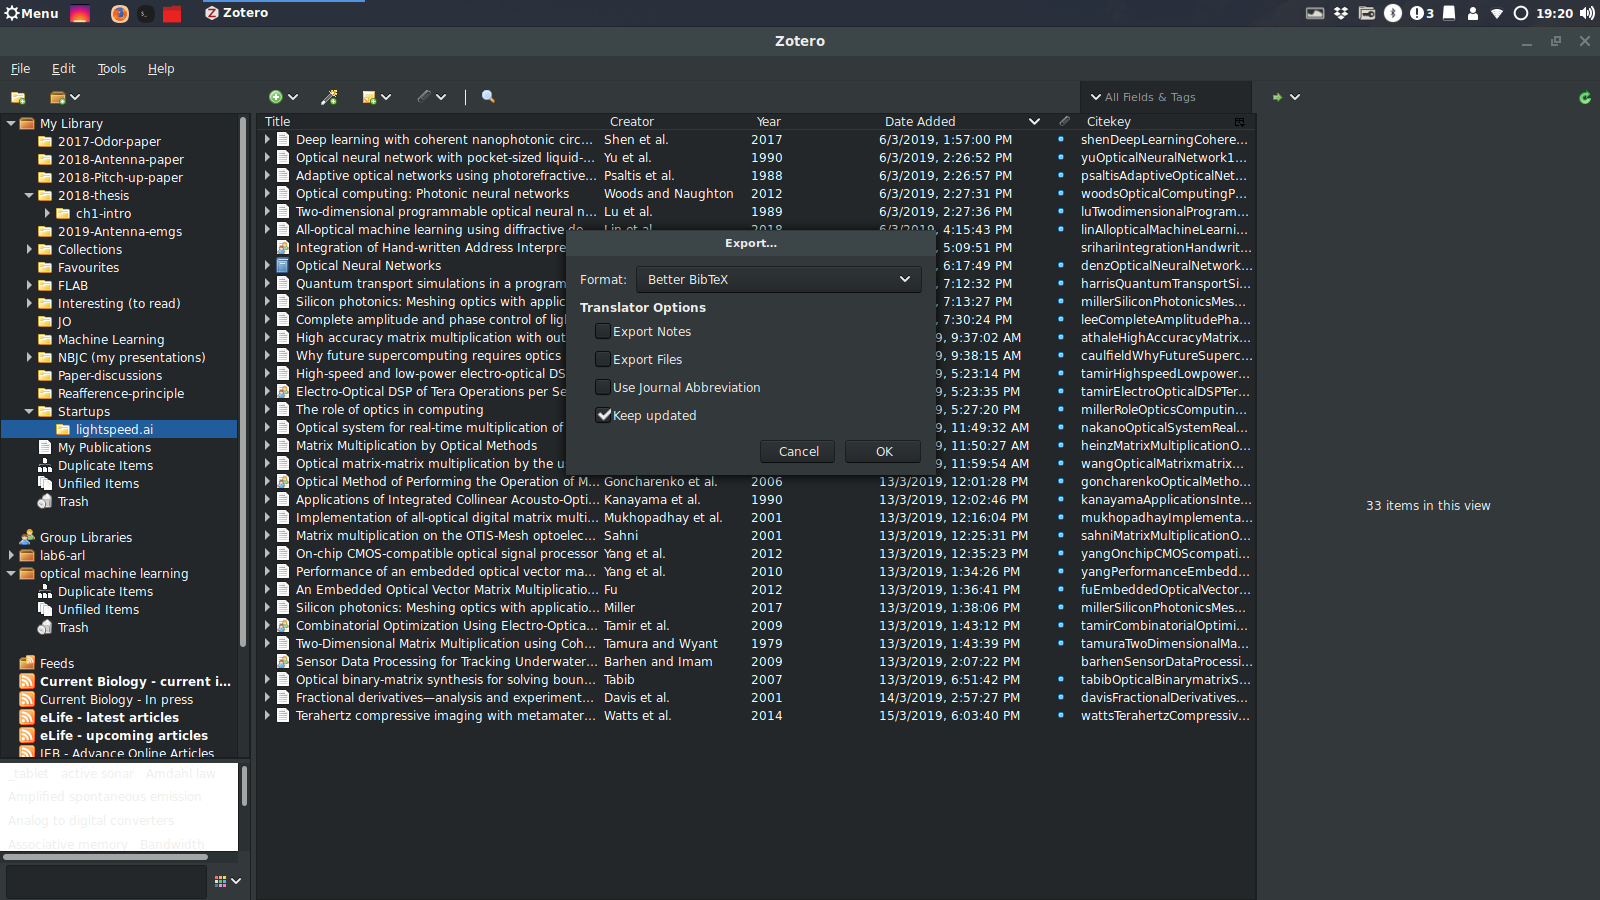 Menu Zotero 3 19:20
Zotero
File Edit Tools Help
All Fields & Tags
My Library
2017-Odor-paper
2018-Antenna-paper
2018-Pitch-up-paper
2018-thesis
ch1-intro
2019-Antenna-emgs
Collections
Favourites
FLAB
Interesting (to read)
JO
Machine Learning
NBJC (my presentations)
Paper-discussions
Reafference-principle
Startups
lightspeed.ai
My Publications
Duplicate Items
Unfiled Items
Trash
Group Libraries
lab6-arl
optical machine learning
Duplicate Items
Unfiled Items
Trash
Feeds
Current Biology - current i...
Current Biology - In press
eLife - latest articles
eLife - upcoming articles
JEB - Advance Online Articles
_tablet active sonar Amdahl law
Amplified spontaneous emission
Analog to digital converters
Associative memory Bandwidth
Title Creator Year Date Added Citekey
Deep learning with coherent nanophotonic circ... Shen et al. 2017 6/3/2019, 1:57:00 PM shenDeepLearningCohere...
Optical neural network with pocket-sized liquid-... Yu et al. 1990 6/3/2019, 2:26:52 PM yuOpticalNeuralNetwork1...
Adaptive optical networks using photorefractive... Psaltis et al. 1988 6/3/2019, 2:26:57 PM psaltisAdaptiveOpticalNet...
Optical computing: Photonic neural networks Woods and Naughton 2012 6/3/2019, 2:27:31 PM woodsOpticalComputingP...
Two-dimensional programmable optical neural n... Lu et al. 1989 6/3/2019, 2:27:36 PM luTwodimensionalProgram...
All-optical machine learning using diffractive de... Lin et al. 2018 6/3/2019, 4:15:43 PM linAllopticalMachineLearni...
Integration of Hand-written Address Interpre 5:09:51 PM srihariIntegrationHandwrit...
Optical Neural Networks 6:17:49 PM denzOpticalNeuralNetwork...
Quantum transport simulations in a program 7:12:32 PM harrisQuantumTransportSi...
Silicon photonics: Meshing optics with applic 7:13:27 PM millerSiliconPhotonicsMes...
Complete amplitude and phase control of lig 7:30:24 PM leeCompleteAmplitudePha...
High accuracy matrix multiplication with out 9, 9:37:02 AM athaleHighAccuracyMatrix...
Why future supercomputing requires optics 9, 9:38:15 AM caulfieldWhyFutureSuperc...
High-speed and low-power electro-optical DS 9, 5:23:14 PM tamirHighspeedLowpower...
Electro-Optical DSP of Tera Operations per Se 9, 5:23:35 PM tamirElectroOpticalDSPTer...
The role of optics in computing 9, 5:27:20 PM millerRoleOpticsComputin...
Optical system for real-time multiplication of 9, 11:49:32 AM nakanoOpticalSystemReal...
Matrix Multiplication by Optical Methods 9, 11:50:27 AM heinzMatrixMultiplicationO...
Optical matrix-matrix multiplication by the u 9, 11:59:54 AM wangOpticalMatrixmatrix...
Optical Method of Performing the Operation of M... Goncharenko et al. 2006 13/3/2019, 12:01:28 PM goncharenkoOpticalMetho...
Applications of Integrated Collinear Acousto-Opti... Kanayama et al. 1990 13/3/2019, 12:02:46 PM kanayamaApplicationsInte...
Implementation of all-optical digital matrix multi... Mukhopadhay et al. 2001 13/3/2019, 12:16:04 PM mukhopadhayImplementa...
Matrix multiplication on the OTIS-Mesh optoelec... Sahni 2001 13/3/2019, 12:25:31 PM sahniMatrixMultiplicationO...
On-chip CMOS-compatible optical signal processor Yang et al. 2012 13/3/2019, 12:35:23 PM yangOnchipCMOScompati...
Performance of an embedded optical vector ma... Yang et al. 2010 13/3/2019, 1:34:26 PM yangPerformanceEmbedd...
An Embedded Optical Vector Matrix Multiplicatio... Fu 2012 13/3/2019, 1:36:41 PM fuEmbeddedOpticalVector...
Silicon photonics: Meshing optics with applicatio... Miller 2017 13/3/2019, 1:38:06 PM millerSiliconPhotonicsMes...
Combinatorial Optimization Using Electro-Optica... Tamir et al. 2009 13/3/2019, 1:43:12 PM tamirCombinatorialOptimi...
Two-Dimensional Matrix Multiplication using Coh... Tamura and Wyant 1979 13/3/2019, 1:43:39 PM tamuraTwoDimensionalMa...
Sensor Data Processing for Tracking Underwater... Barhen and Imam 2009 13/3/2019, 2:07:22 PM barhenSensorDataProcessi...
Optical binary-matrix synthesis for solving boun... Tabib 2007 13/3/2019, 6:51:42 PM tabibOpticalBinarymatrixS...
Fractional derivatives—analysis and experiment... Davis et al. 2001 14/3/2019, 2:57:27 PM davisFractionalDerivatives...
Terahertz compressive imaging with metamater... Watts et al. 2014 15/3/2019, 6:03:40 PM wattsTerahertzCompressiv...
Export...
Format: Better BibTeX
Translator Options
Export Notes
Export Files
Use Journal Abbreviation
Keep updated
Cancel OK
33 items in this view